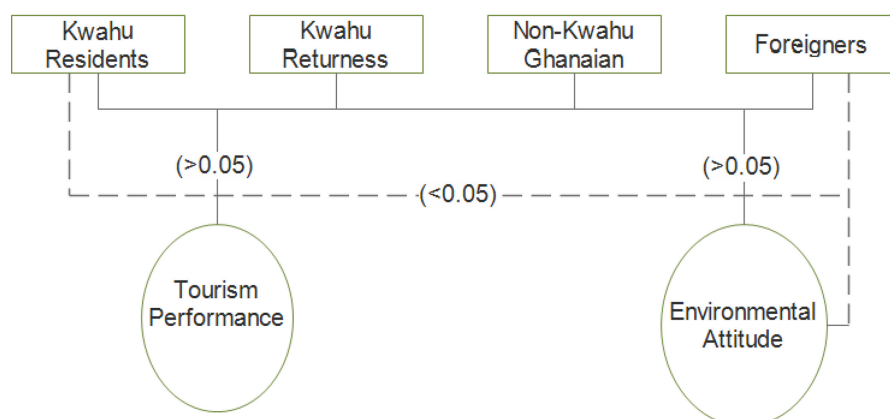 Kwahu
Residents
Kwahu
Returness
Non-Kwahu
Ghanaian
Foreigners
(>0.05)
(>0.05)
(<0.05)
Tourism
Performance
Environmental
Attitude